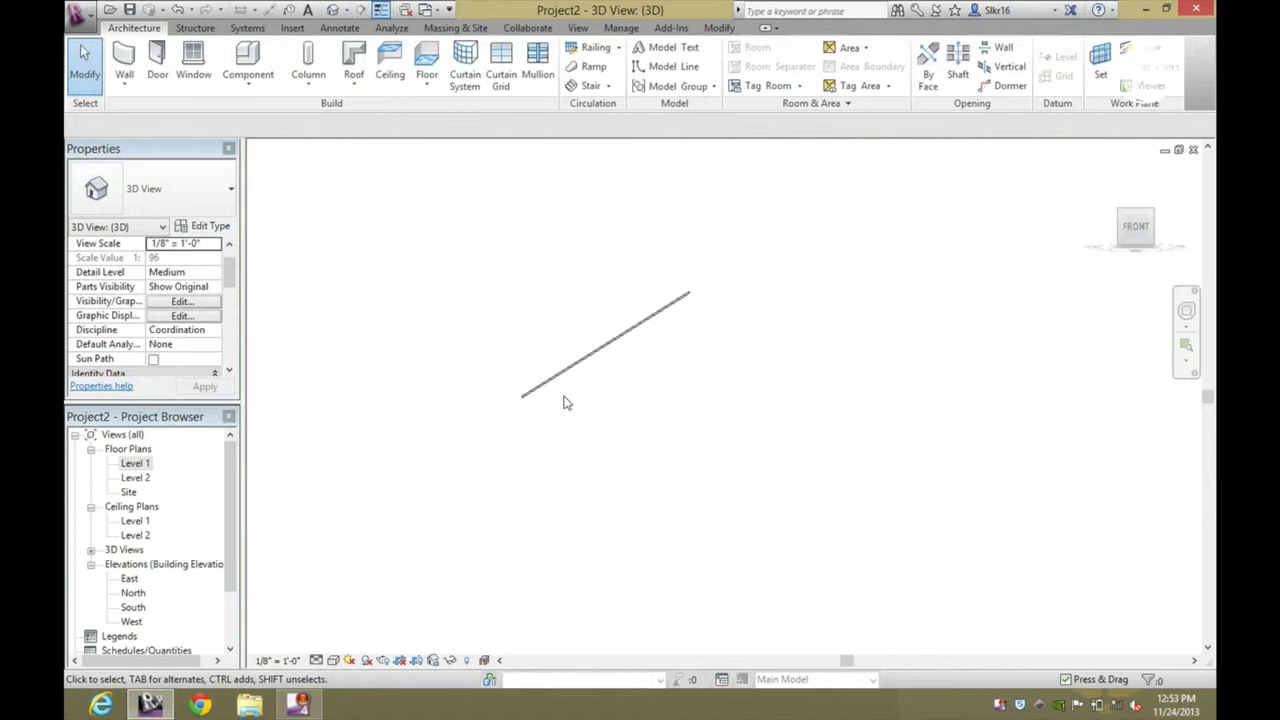 Project2 - 3D View: {3D}
Type a keyword or phrase
Slkr16
Architecture Structure Systems Insert Annotate Analyze Massing & Site Collaborate View Manage Add-Ins Modify
Modify Wall Door Window Component Column Roof Ceiling Floor Curtain System Curtain Grid Mullion
Railing
Ramp
Stair
Model Text
Model Line
Model Group
Room
Room Separator
Tag Room
Area
Area Boundary
Tag Area
By Face
Shaft
Wall
Vertical
Dormer
Level
Grid
Set
Viewer
Select Build Circulation Model Room & Area Opening Datum Work Plane
Properties
3D View
3D View: {3D} Edit Type
View Scale 1/8" = 1'-0"
Scale Value 1: 96
Detail Level Medium
Parts Visibility Show Original
Visibility/Grap... Edit...
Graphic Displ... Edit...
Discipline Coordination
Default Analy... None
Sun Path
Identity Data
Properties help Apply
Project2 - Project Browser
Views (all)
Floor Plans
Level 1
Level 2
Site
Ceiling Plans
Level 1
Level 2
3D Views
Elevations (Building Elevatio
East
North
South
West
Legends
Schedules/Quantities
FRONT
1/8" = 1'-0"
Click to select, TAB for alternates, CTRL adds, SHIFT unselects.
:0
Main Model
Press & Drag
:0
12:53 PM
11/24/2013